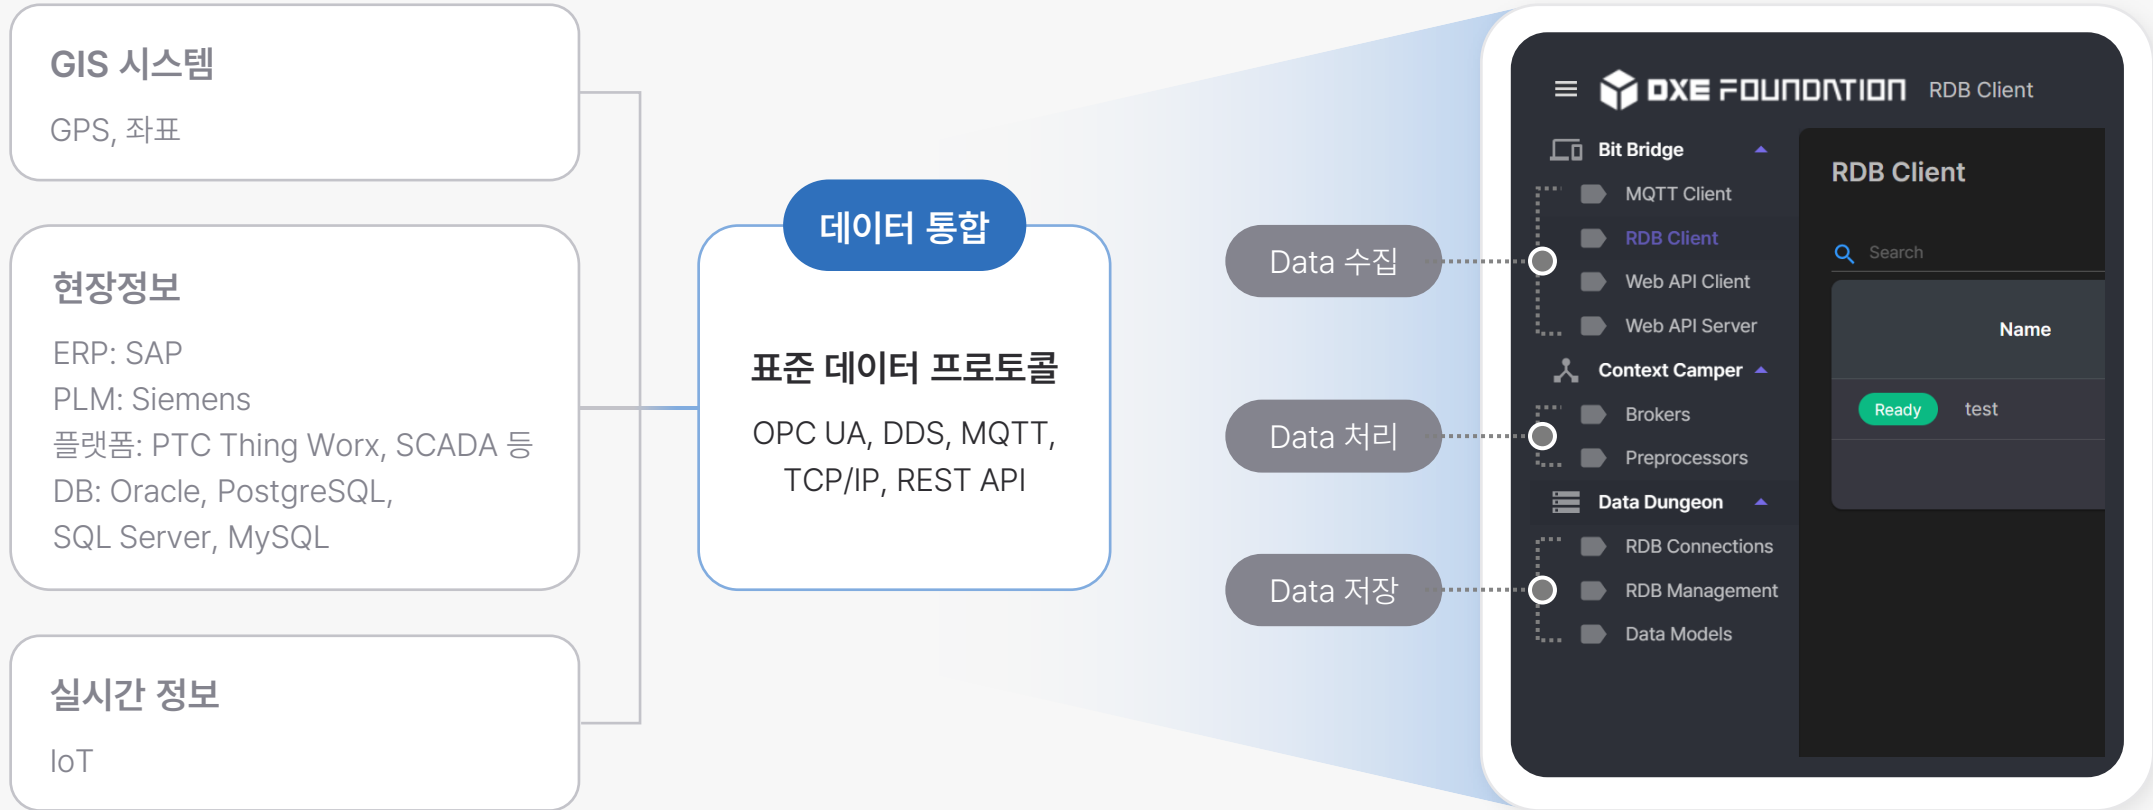 GIS 시스템
GPS, 좌표
현장정보
ERP: SAP
PLM: Siemens
플랫폼: PTC Thing Worx, SCADA 등
DB: Oracle, PostgreSQL,
SQL Server, MySQL
실시간 정보
IoT
데이터 통합
표준 데이터 프로토콜
OPC UA, DDS, MQTT,
TCP/IP, REST API
Data 수집
Data 처리
Data 저장
DXE FOUNDATION RDB Client
Bit Bridge
MQTT Client
RDB Client
Web API Client
Web API Server
Context Camper
Brokers
Preprocessors
Data Dungeon
RDB Connections
RDB Management
Data Models
RDB Client
Search
Name
Ready test